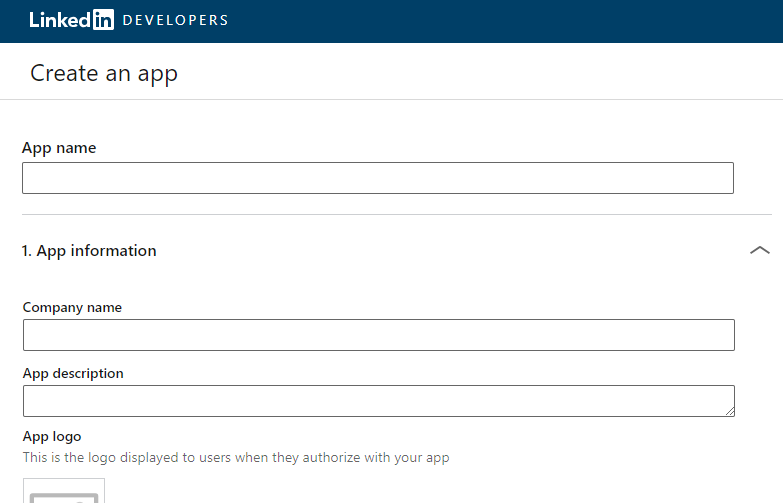 LinkedIn DEVELOPERS
Create an app
App name
1. App information
Company name
App description
App logo
This is the logo displayed to users when they authorize with your app